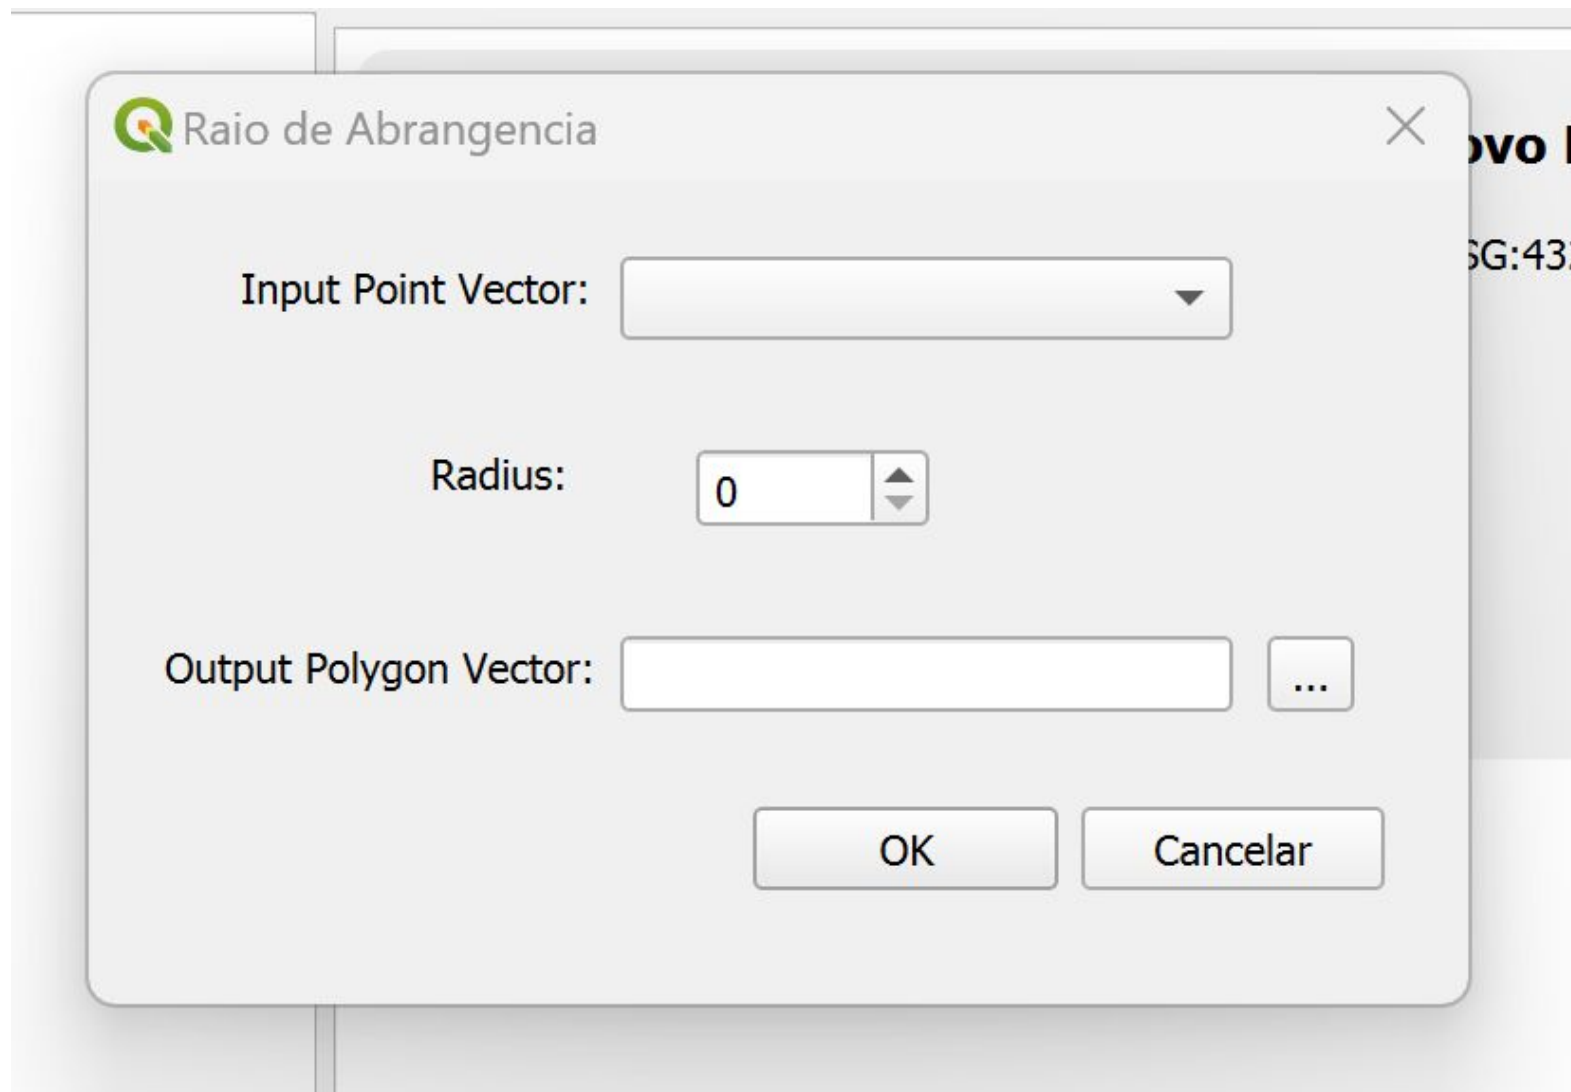 Raio de Abrangencia
Input Point Vector:
Radius:
0
Output Polygon Vector:
...
OK
Cancelar